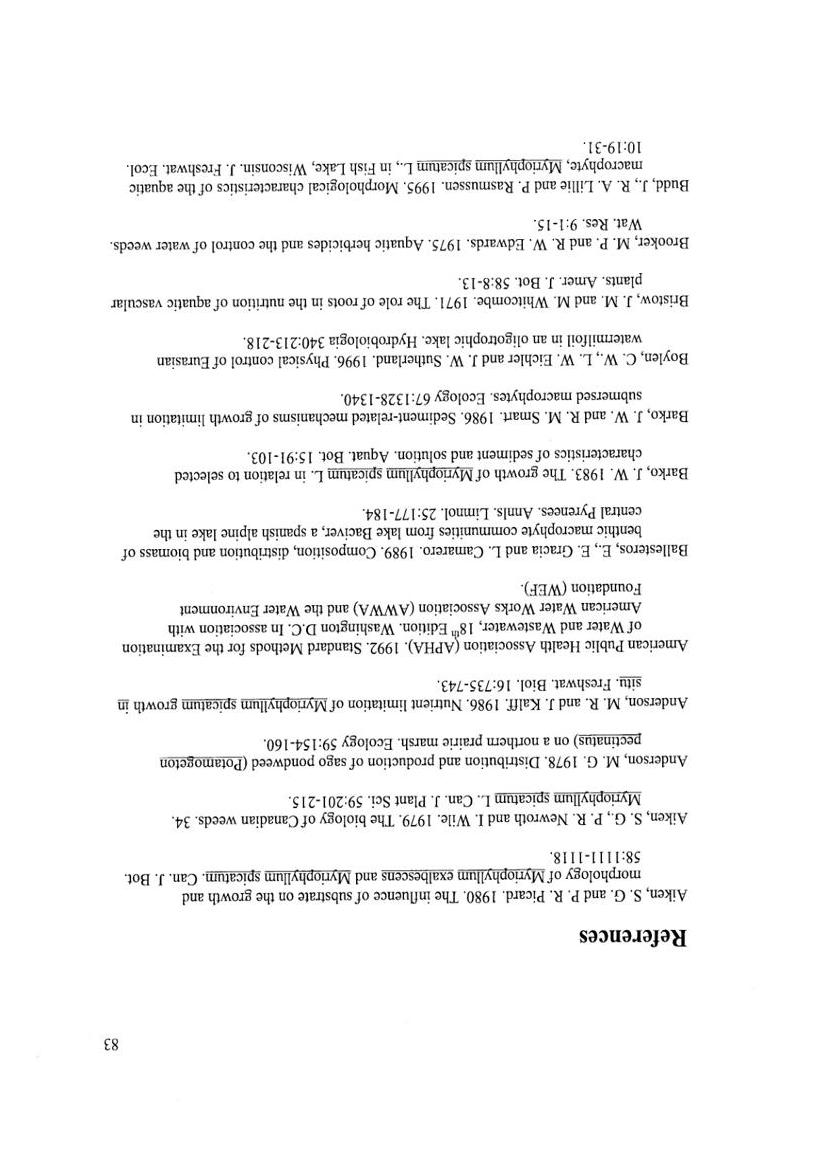 83
References
Aiken, S. G. and P. R. Picard. 1980. The influence of substrate on the growth and
morphology of Myriophyllum exalbescens and Myriophyllum spicatum. Can. J. Bot.
58:1111-1118.
Aiken, S. G., P. R. Newroth and I. Wile. 1979. The biology of Canadian weeds. 34.
Myriophyllum spicatum L. Can. J. Plant Sci. 59:201-215.
Anderson, M. G. 1978. Distribution and production of sago pondweed (Potamogeton
pectinatus) on a northern prairie marsh. Ecology 59:154-160.
Anderson, M. R. and J. Kalff. 1986. Nutrient limitation of Myriophyllum spicatum growth in
situ. Freshwat. Biol. 16:735-743.
American Public Health Association (APHA). 1992. Standard Methods for the Examination
of Water and Wastewater, 18th Edition. Washington D.C. In association with
American Water Works Association (AWWA) and the Water Environment
Foundation (WEF).
Ballesteros, E., E. Gracia and L. Camarero. 1989. Composition, distribution and biomass of
benthic macrophyte communities from lake Baciver, a spanish alpine lake in the
central Pyrenees. Annls. Limnol. 25:177-184.
Barko, J. W. 1983. The growth of Myriophyllum spicatum L. in relation to selected
characteristics of sediment and solution. Aquat. Bot. 15:91-103.
Barko, J. W. and R. M. Smart. 1986. Sediment-related mechanisms of growth limitation in
submersed macrophytes. Ecology 67:1328-1340.
Boylen, C. W., L. W. Eichler and J. W. Sutherland. 1996. Physical control of Eurasian
watermilfoil in an oligotrophic lake. Hydrobiologia 340:213-218.
Bristow, J. M. and M. Whitcombe. 1971. The role of roots in the nutrition of aquatic vascular
plants. Amer. J. Bot. 58:8-13.
Brooker, M. P. and R. W. Edwards. 1975. Aquatic herbicides and the control of water weeds.
Wat. Res. 9:1-15.
Budd, J., R. A. Lillie and P. Rasmussen. 1995. Morphological characteristics of the aquatic
macrophyte, Myriophyllum spicatum L., in Fish Lake, Wisconsin. J. Freshwat. Ecol.
10:19-31.